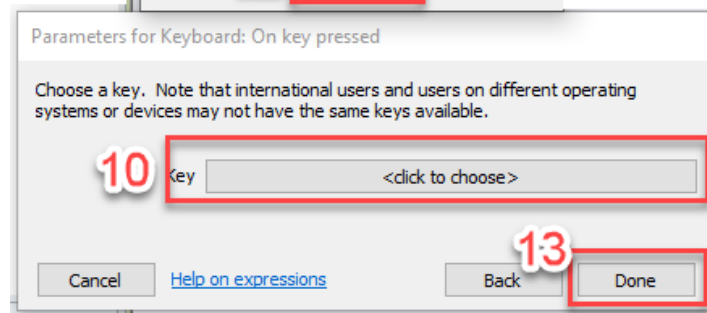 Parameters for Keyboard: On key pressed
Choose a key. Note that international users and users on different operating
systems or devices may not have the same keys available.
10 Key <click to choose>
13
Cancel Help on expressions Back Done